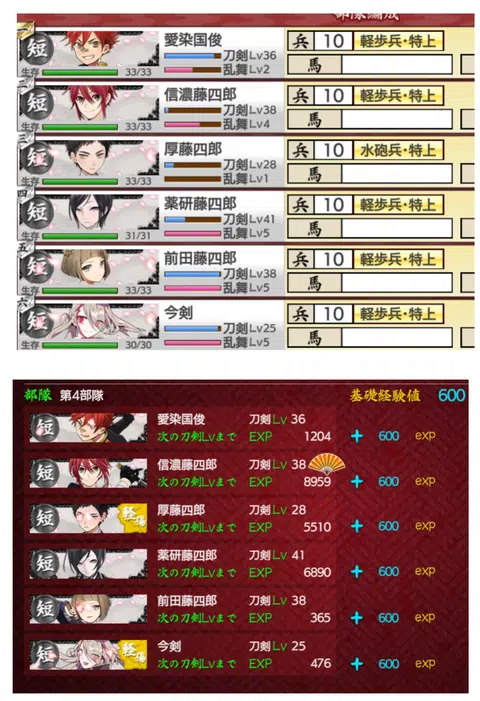 部隊編成
短 愛染国俊 兵 10 軽歩兵・特上
刀剣Lv36
生存 33/33 乱舞Lv2 馬
二
短 信濃藤四郎 兵 10 軽歩兵・特上
刀剣Lv38
生存 33/33 乱舞Lv4 馬
三
短 厚藤四郎 兵 10 水砲兵・特上
刀剣Lv28
生存 33/33 乱舞Lv1 馬
四
短 薬研藤四郎 兵 10 軽歩兵・特上
刀剣Lv41
生存 31/31 乱舞Lv5 馬
五
短 前田藤四郎 兵 10 軽歩兵・特上
刀剣Lv38
生存 33/33 乱舞Lv5 馬
六
短 今剣 兵 10 軽歩兵・特上
刀剣Lv25
生存 30/30 乱舞Lv5 馬
部隊 第4部隊 基礎経験値 600
短 愛染国俊 刀剣Lv 36
次の刀剣Lvまで EXP 1204 + 600 exp
短 信濃藤四郎 刀剣Lv 38
次の刀剣Lvまで EXP 8959 + 600 exp
短 軽傷 厚藤四郎 刀剣Lv 28
次の刀剣Lvまで EXP 5510 + 600 exp
短 薬研藤四郎 刀剣Lv 41
次の刀剣Lvまで EXP 6890 + 600 exp
短 前田藤四郎 刀剣Lv 38
次の刀剣Lvまで EXP 365 + 600 exp
短 軽傷 今剣 刀剣Lv 25
次の刀剣Lvまで EXP 476 + 600 exp